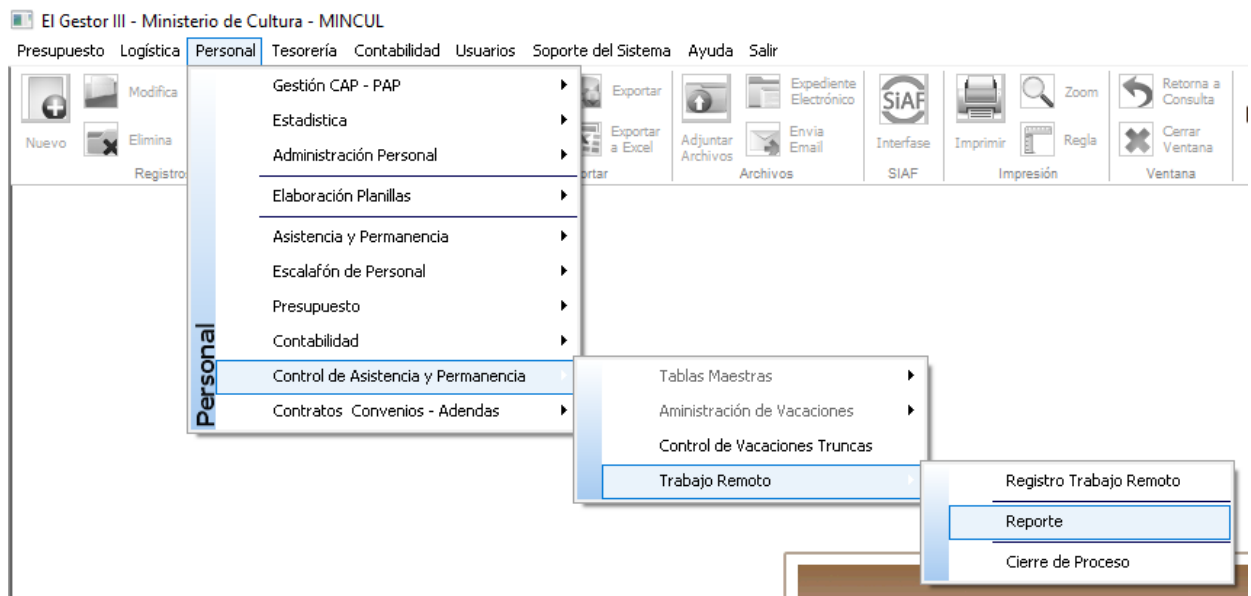 El Gestor III - Ministerio de Cultura - MINCUL
Presupuesto Logística Personal Tesorería Contabilidad Usuarios Soporte del Sistema Ayuda Salir
Nuevo
Modifica
Elimina
Registro
Exportar
Exportar
a Excel
ortar
Adjuntar
Archivos
Expediente
Electrónico
Envia
Email
Archivos
SiAF
Interfase
SIAF
Imprimir
Zoom
Regla
Impresión
Retorna a
Consulta
Cerrar
Ventana
Ventana
Personal
Gestión CAP - PAP
Estadistica
Administración Personal
Elaboración Planillas
Asistencia y Permanencia
Escalafón de Personal
Presupuesto
Contabilidad
Control de Asistencia y Permanencia
Contratos Convenios - Adendas
Tablas Maestras
Aministración de Vacaciones
Control de Vacaciones Truncas
Trabajo Remoto
Registro Trabajo Remoto
Reporte
Cierre de Proceso